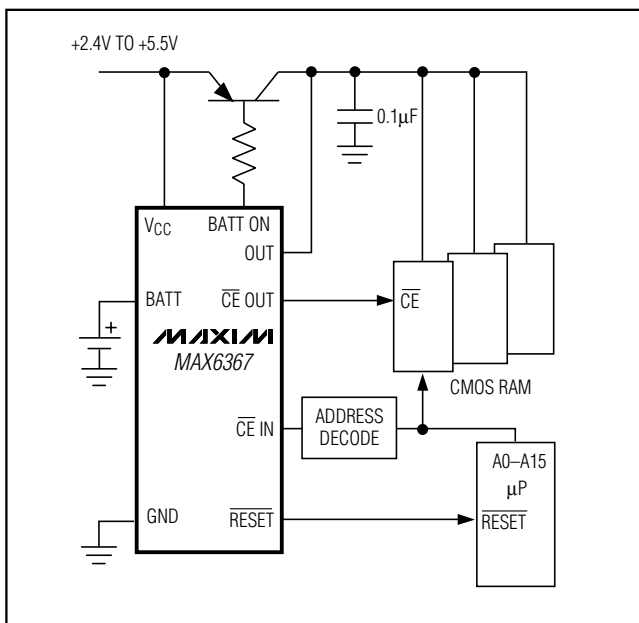 +2.4V TO +5.5V
0.1μF
VCC
BATT ON
OUT
BATT
CE OUT
CE
+
MAXIM
MAX6367
CMOS RAM
CE IN
ADDRESS
DECODE
A0–A15
μP
GND
RESET
RESET